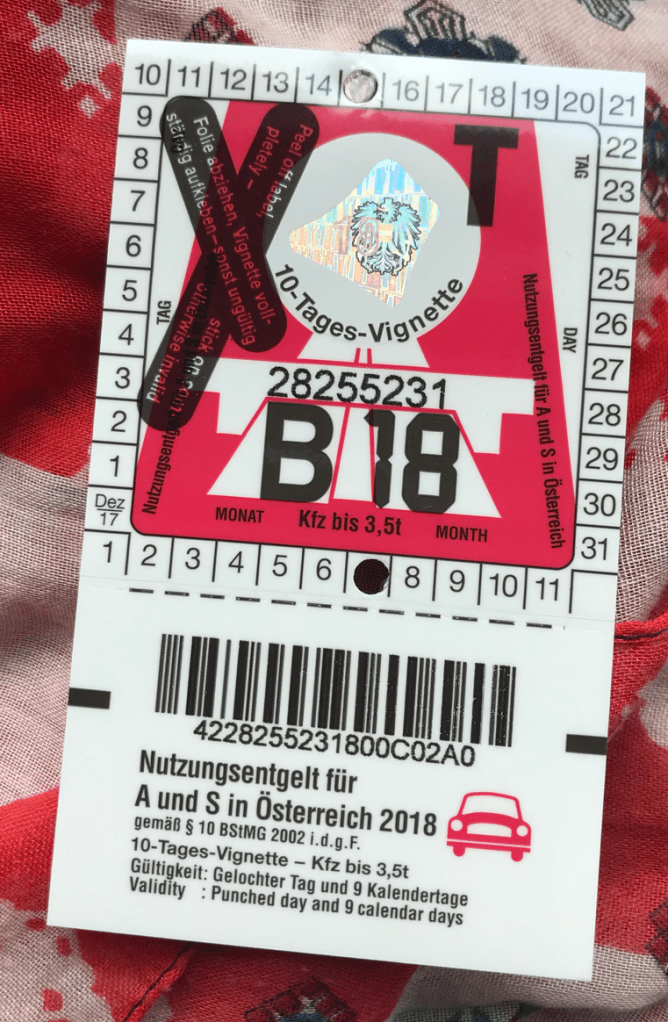 10 11 12 13 14 16 17 18 19 20 21
9
8
7
6
5
4
3
2
1
Dez
17
22
23
24
25
26
27
28
29
30
31
TAG
TAG
DAY
T
Peel off label,
pletely –
stick on com-
otherwise invalid
Folie abziehen, Vignette voll-
ständig aufkleben – sonst ungültig
10-Tages-Vignette
Nutzungsentg
Nutzungsentgelt für A und S in Österreich
28255231
B 18
MONAT Kfz bis 3,5t MONTH
1 2 3 4 5 6 8 9 10 11
4228255231800C02A0
Nutzungsentgelt für
A und S in Österreich 2018
gemäß § 10 BStMG 2002 i.d.g.F.
10-Tages-Vignette – Kfz bis 3,5t
Gültigkeit: Gelochter Tag und 9 Kalendertage
Validity : Punched day and 9 calendar days